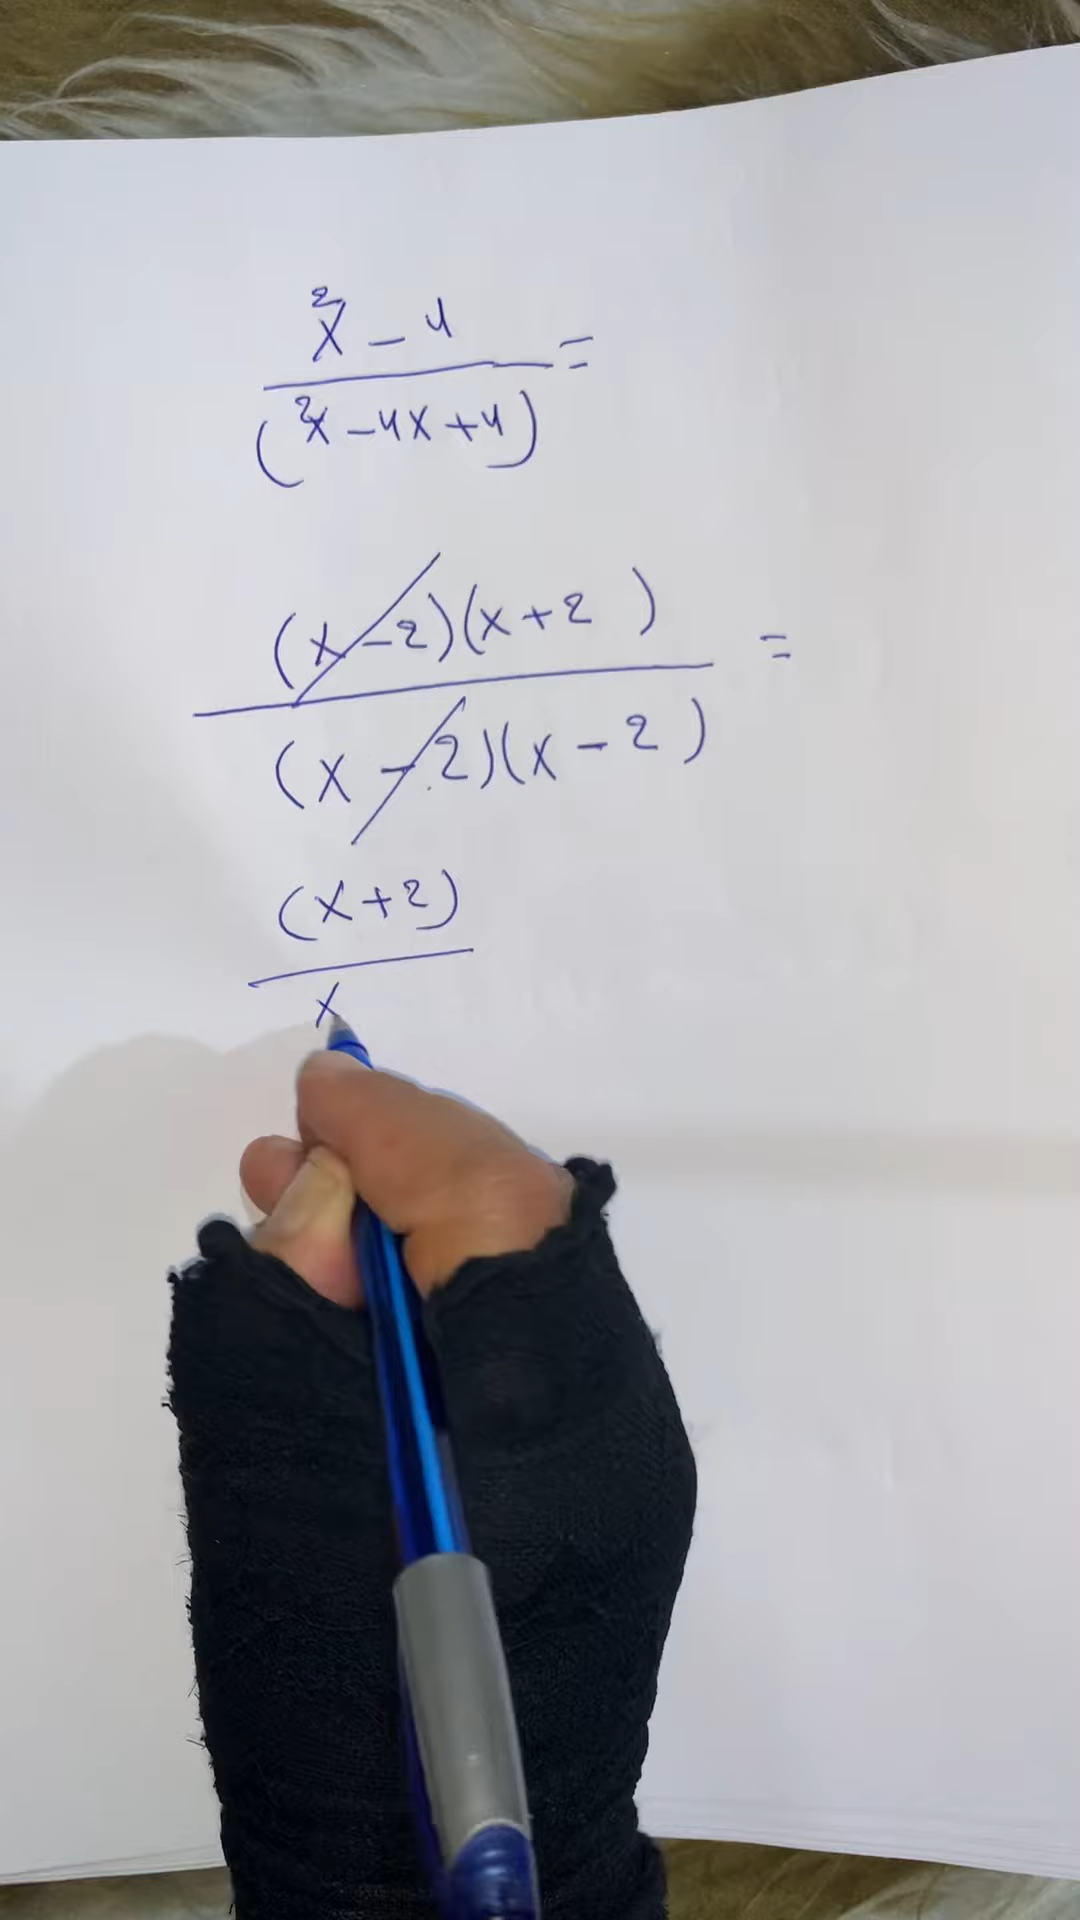 x² - 4
/ (x² - 4x + 4) =
(x - 2)(x + 2)
/ (x - 2)(x - 2) =
(x + 2)
/ x